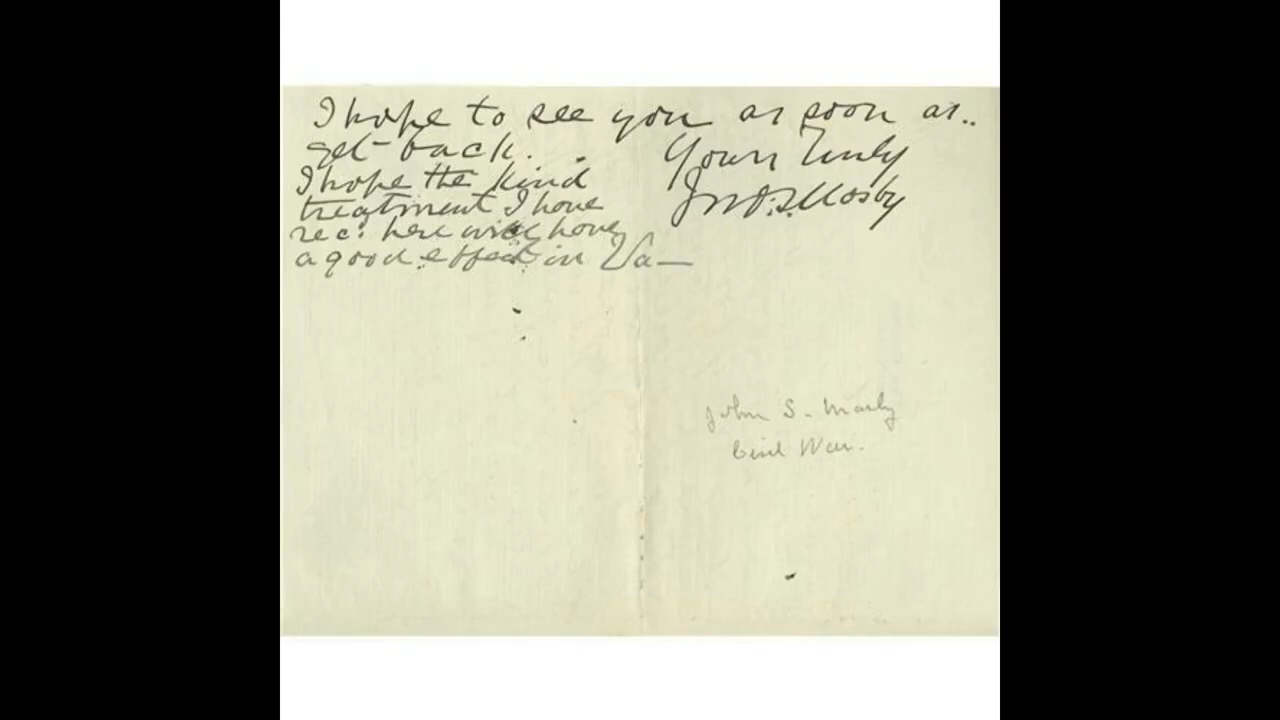 I hope to see you as soon as..
get back.
Yours Truly
Jno. S. Mosby
I hope the kind
treatment I have
rec: here will have
a good effect in Va—
John S. Mosby
Civil War.